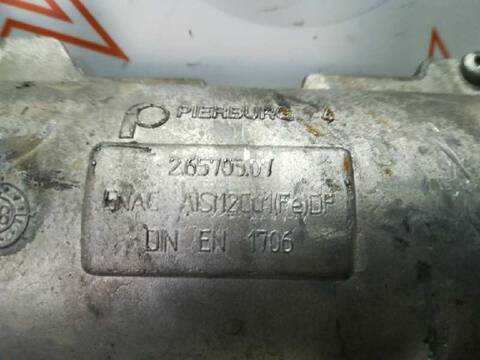 PIERBURG
2.65705.07
ENAC AlSi12Cu1(Fe)DF
DIN EN 1706